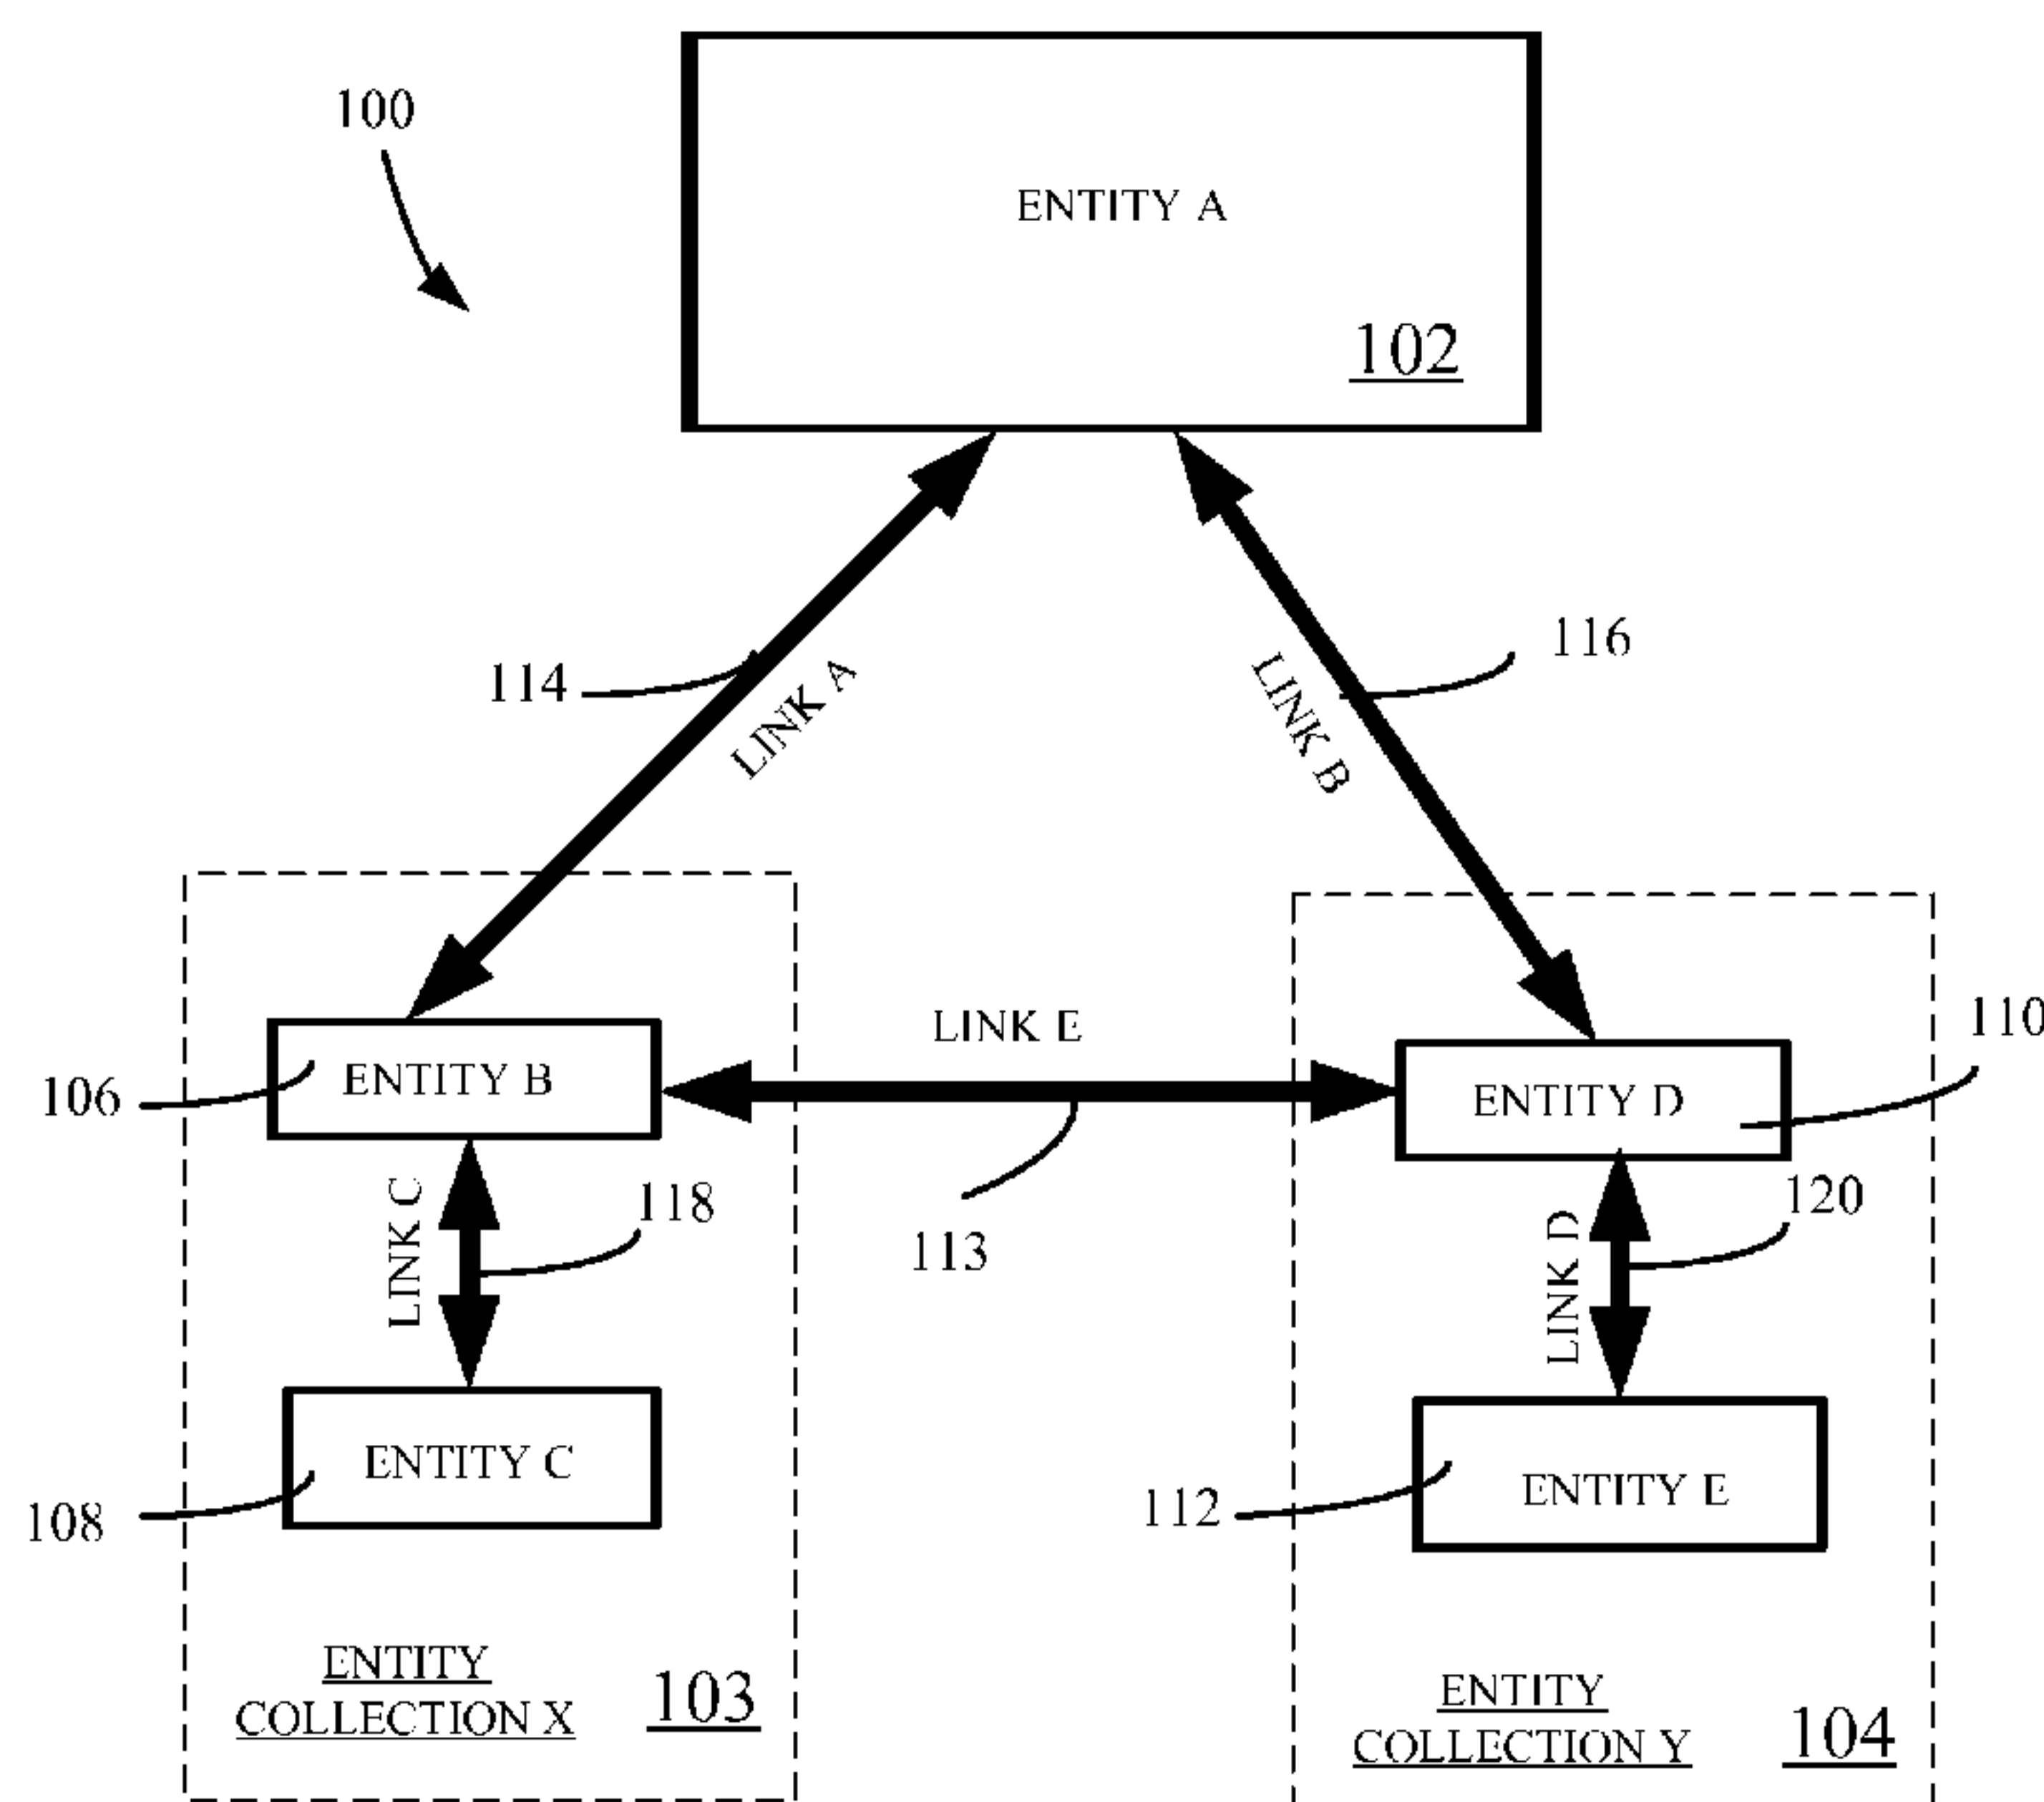 100
ENTITY A
102
114
LINK A
LINK B
116
106
ENTITY B
LINK E
113
ENTITY D
110
LINK C
118
LINK D
120
108
ENTITY C
112
ENTITY E
ENTITY
COLLECTION X
103
ENTITY
COLLECTION Y
104